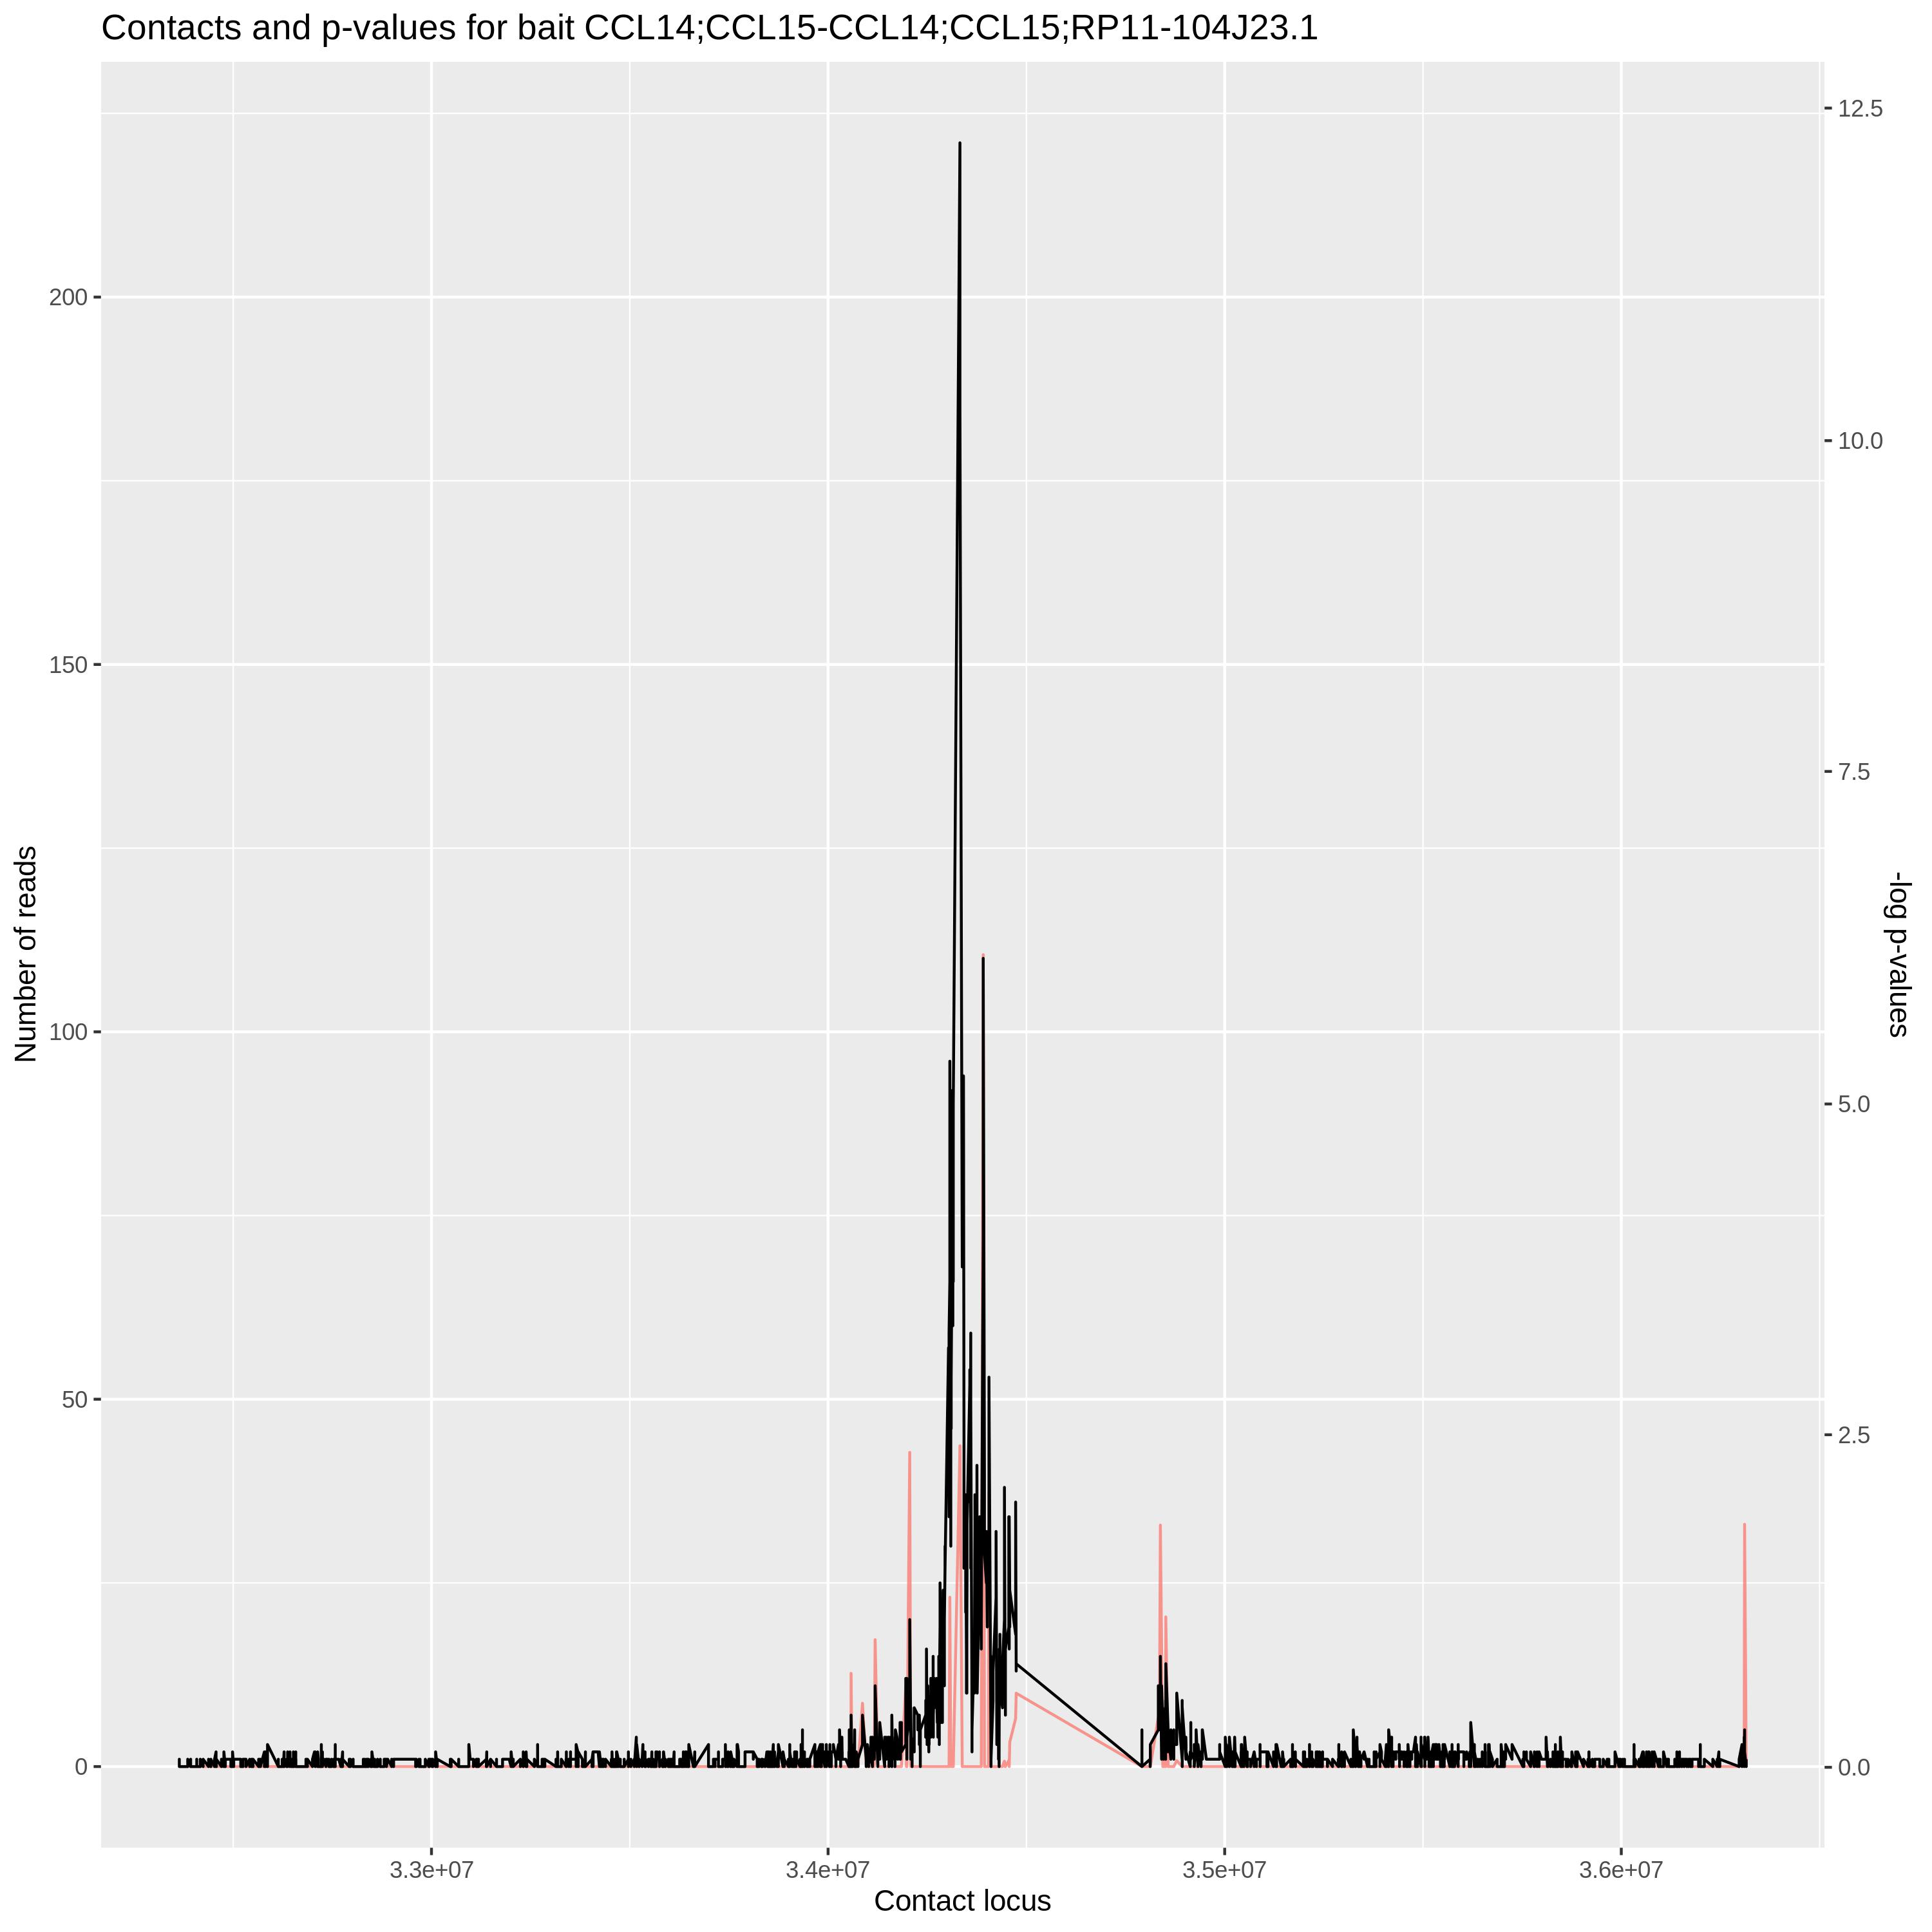 Contacts and p-values for bait CCL14;CCL15-CCL14;CCL15;RP11-104J23.1
12.5
200
10.0
150
7.5
Number of reads
-log p-values
100
5.0
50
2.5
0
0.0
3.3e+07
3.4e+07
3.5e+07
3.6e+07
Contact locus